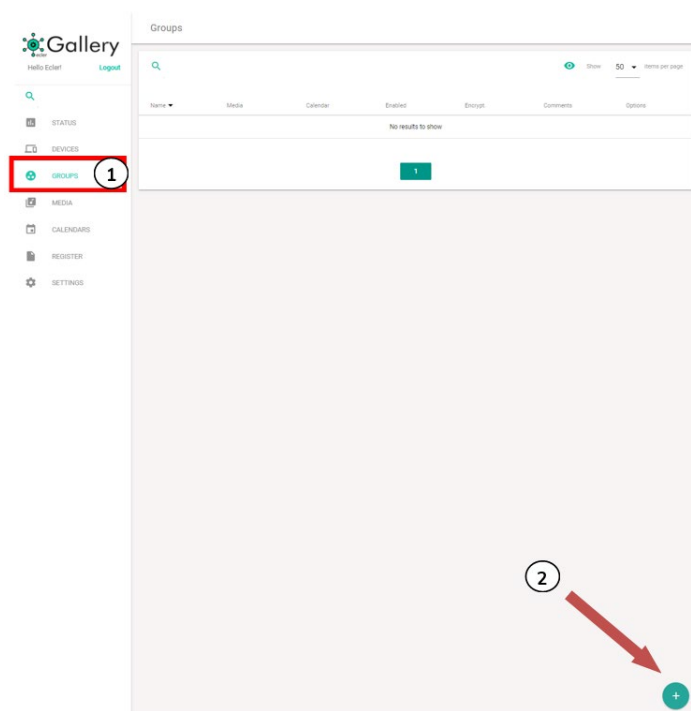 Groups
Gallery
ecler
Hello Ecler! Logout
Show 50 items per page
STATUS
Name Media Calendar Enabled Encrypt Comments Options
No results to show
DEVICES
1
GROUPS 1
MEDIA
CALENDARS
REGISTER
SETTINGS
2
+